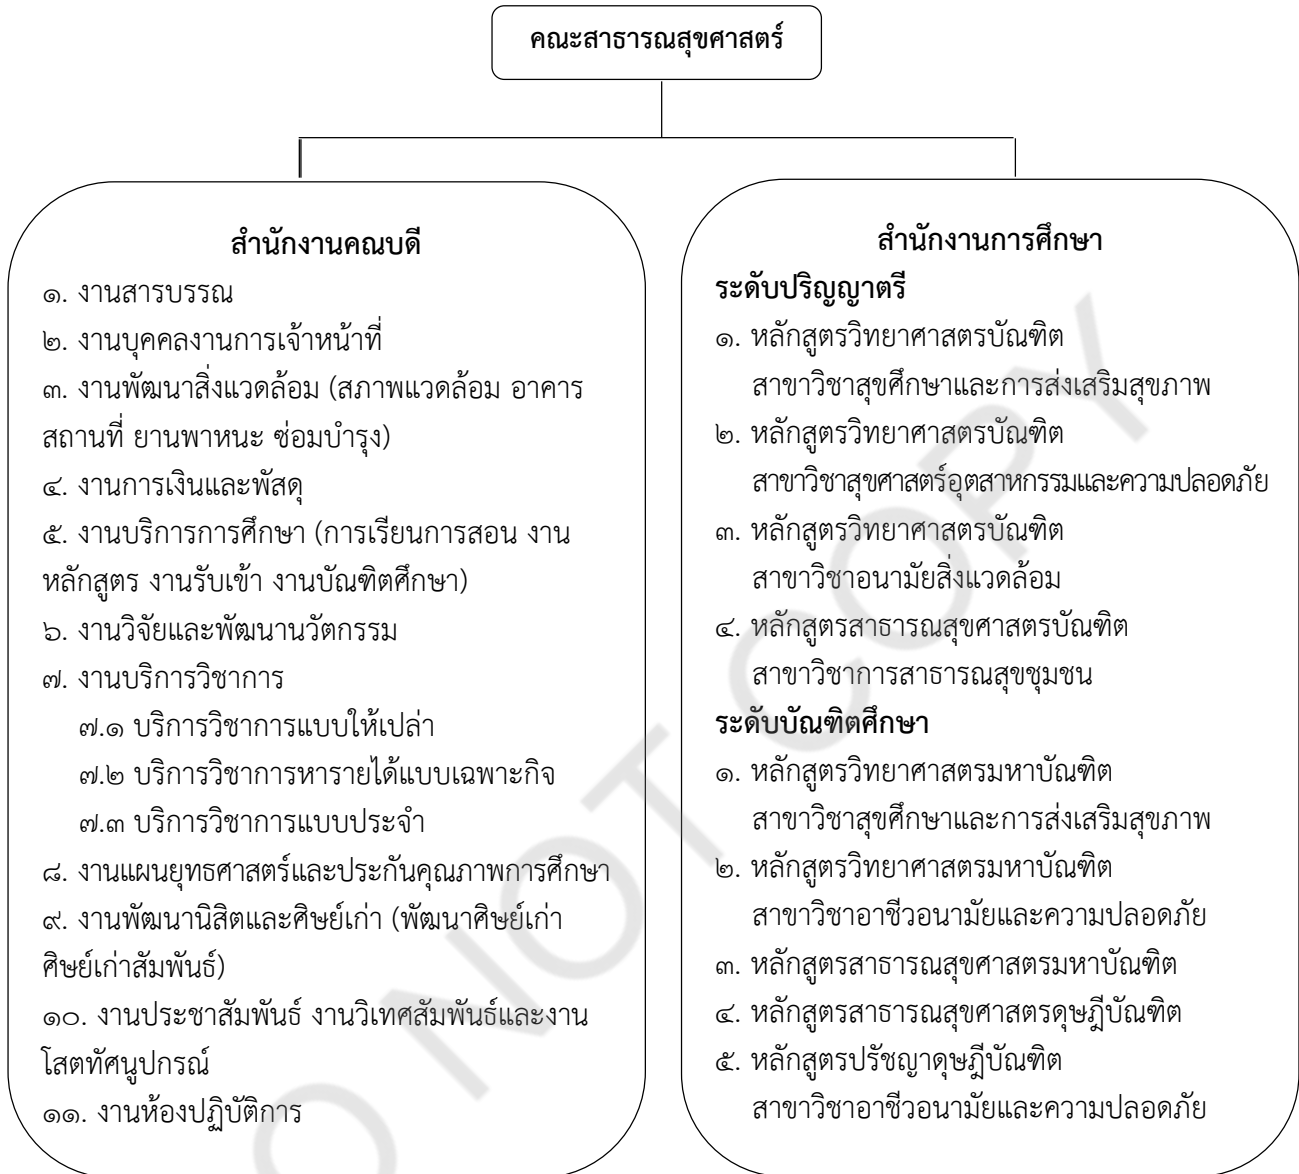 คณะสาธารณสุขศาสตร์
สำนักงานคณบดี
๑. งานสารบรรณ
๒. งานบุคคลงานการเจ้าหน้าที่
๓. งานพัฒนาสิ่งแวดล้อม (สภาพแวดล้อม อาคาร
สถานที่ ยานพาหนะ ซ่อมบำรุง)
๔. งานการเงินและพัสดุ
๕. งานบริการการศึกษา (การเรียนการสอน งาน
หลักสูตร งานรับเข้า งานบัณฑิตศึกษา)
๖. งานวิจัยและพัฒนานวัตกรรม
๗. งานบริการวิชาการ
๗.๑ บริการวิชาการแบบให้เปล่า
๗.๒ บริการวิชาการหารายได้แบบเฉพาะกิจ
๗.๓ บริการวิชาการแบบประจำ
๘. งานแผนยุทธศาสตร์และประกันคุณภาพการศึกษา
๙. งานพัฒนานิสิตและศิษย์เก่า (พัฒนาศิษย์เก่า
ศิษย์เก่าสัมพันธ์)
๑๐. งานประชาสัมพันธ์ งานวิเทศสัมพันธ์และงาน
โสตทัศนูปกรณ์
๑๑. งานห้องปฏิบัติการ
สำนักงานการศึกษา
ระดับปริญญาตรี
๑. หลักสูตรวิทยาศาสตรบัณฑิต
สาขาวิชาสุขศึกษาและการส่งเสริมสุขภาพ
๒. หลักสูตรวิทยาศาสตรบัณฑิต
สาขาวิชาสุขศาสตร์อุตสาหกรรมและความปลอดภัย
๓. หลักสูตรวิทยาศาสตรบัณฑิต
สาขาวิชาอนามัยสิ่งแวดล้อม
๔. หลักสูตรสาธารณสุขศาสตรบัณฑิต
สาขาวิชาการสาธารณสุขชุมชน
ระดับบัณฑิตศึกษา
๑. หลักสูตรวิทยาศาสตรมหาบัณฑิต
สาขาวิชาสุขศึกษาและการส่งเสริมสุขภาพ
๒. หลักสูตรวิทยาศาสตรมหาบัณฑิต
สาขาวิชาอาชีวอนามัยและความปลอดภัย
๓. หลักสูตรสาธารณสุขศาสตรมหาบัณฑิต
๔. หลักสูตรสาธารณสุขศาสตรดุษฎีบัณฑิต
๕. หลักสูตรปรัชญาดุษฎีบัณฑิต
สาขาวิชาอาชีวอนามัยและความปลอดภัย
O NOT COPY